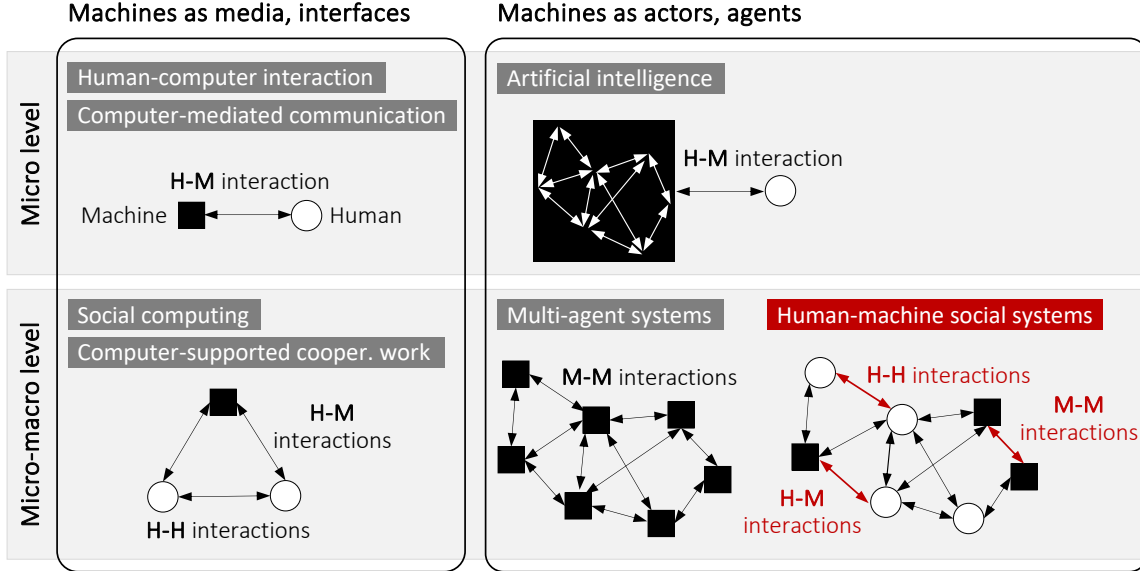 Machines as media, interfaces
Machines as actors, agents
Micro level
Human-computer interaction
Computer-mediated communication
H-M interaction
Machine
Human
Artificial intelligence
H-M interaction
Micro-macro level
Social computing
Computer-supported cooper. work
H-M
interactions
H-H interactions
Multi-agent systems
M-M interactions
Human-machine social systems
H-H interactions
M-M
interactions
H-M
interactions